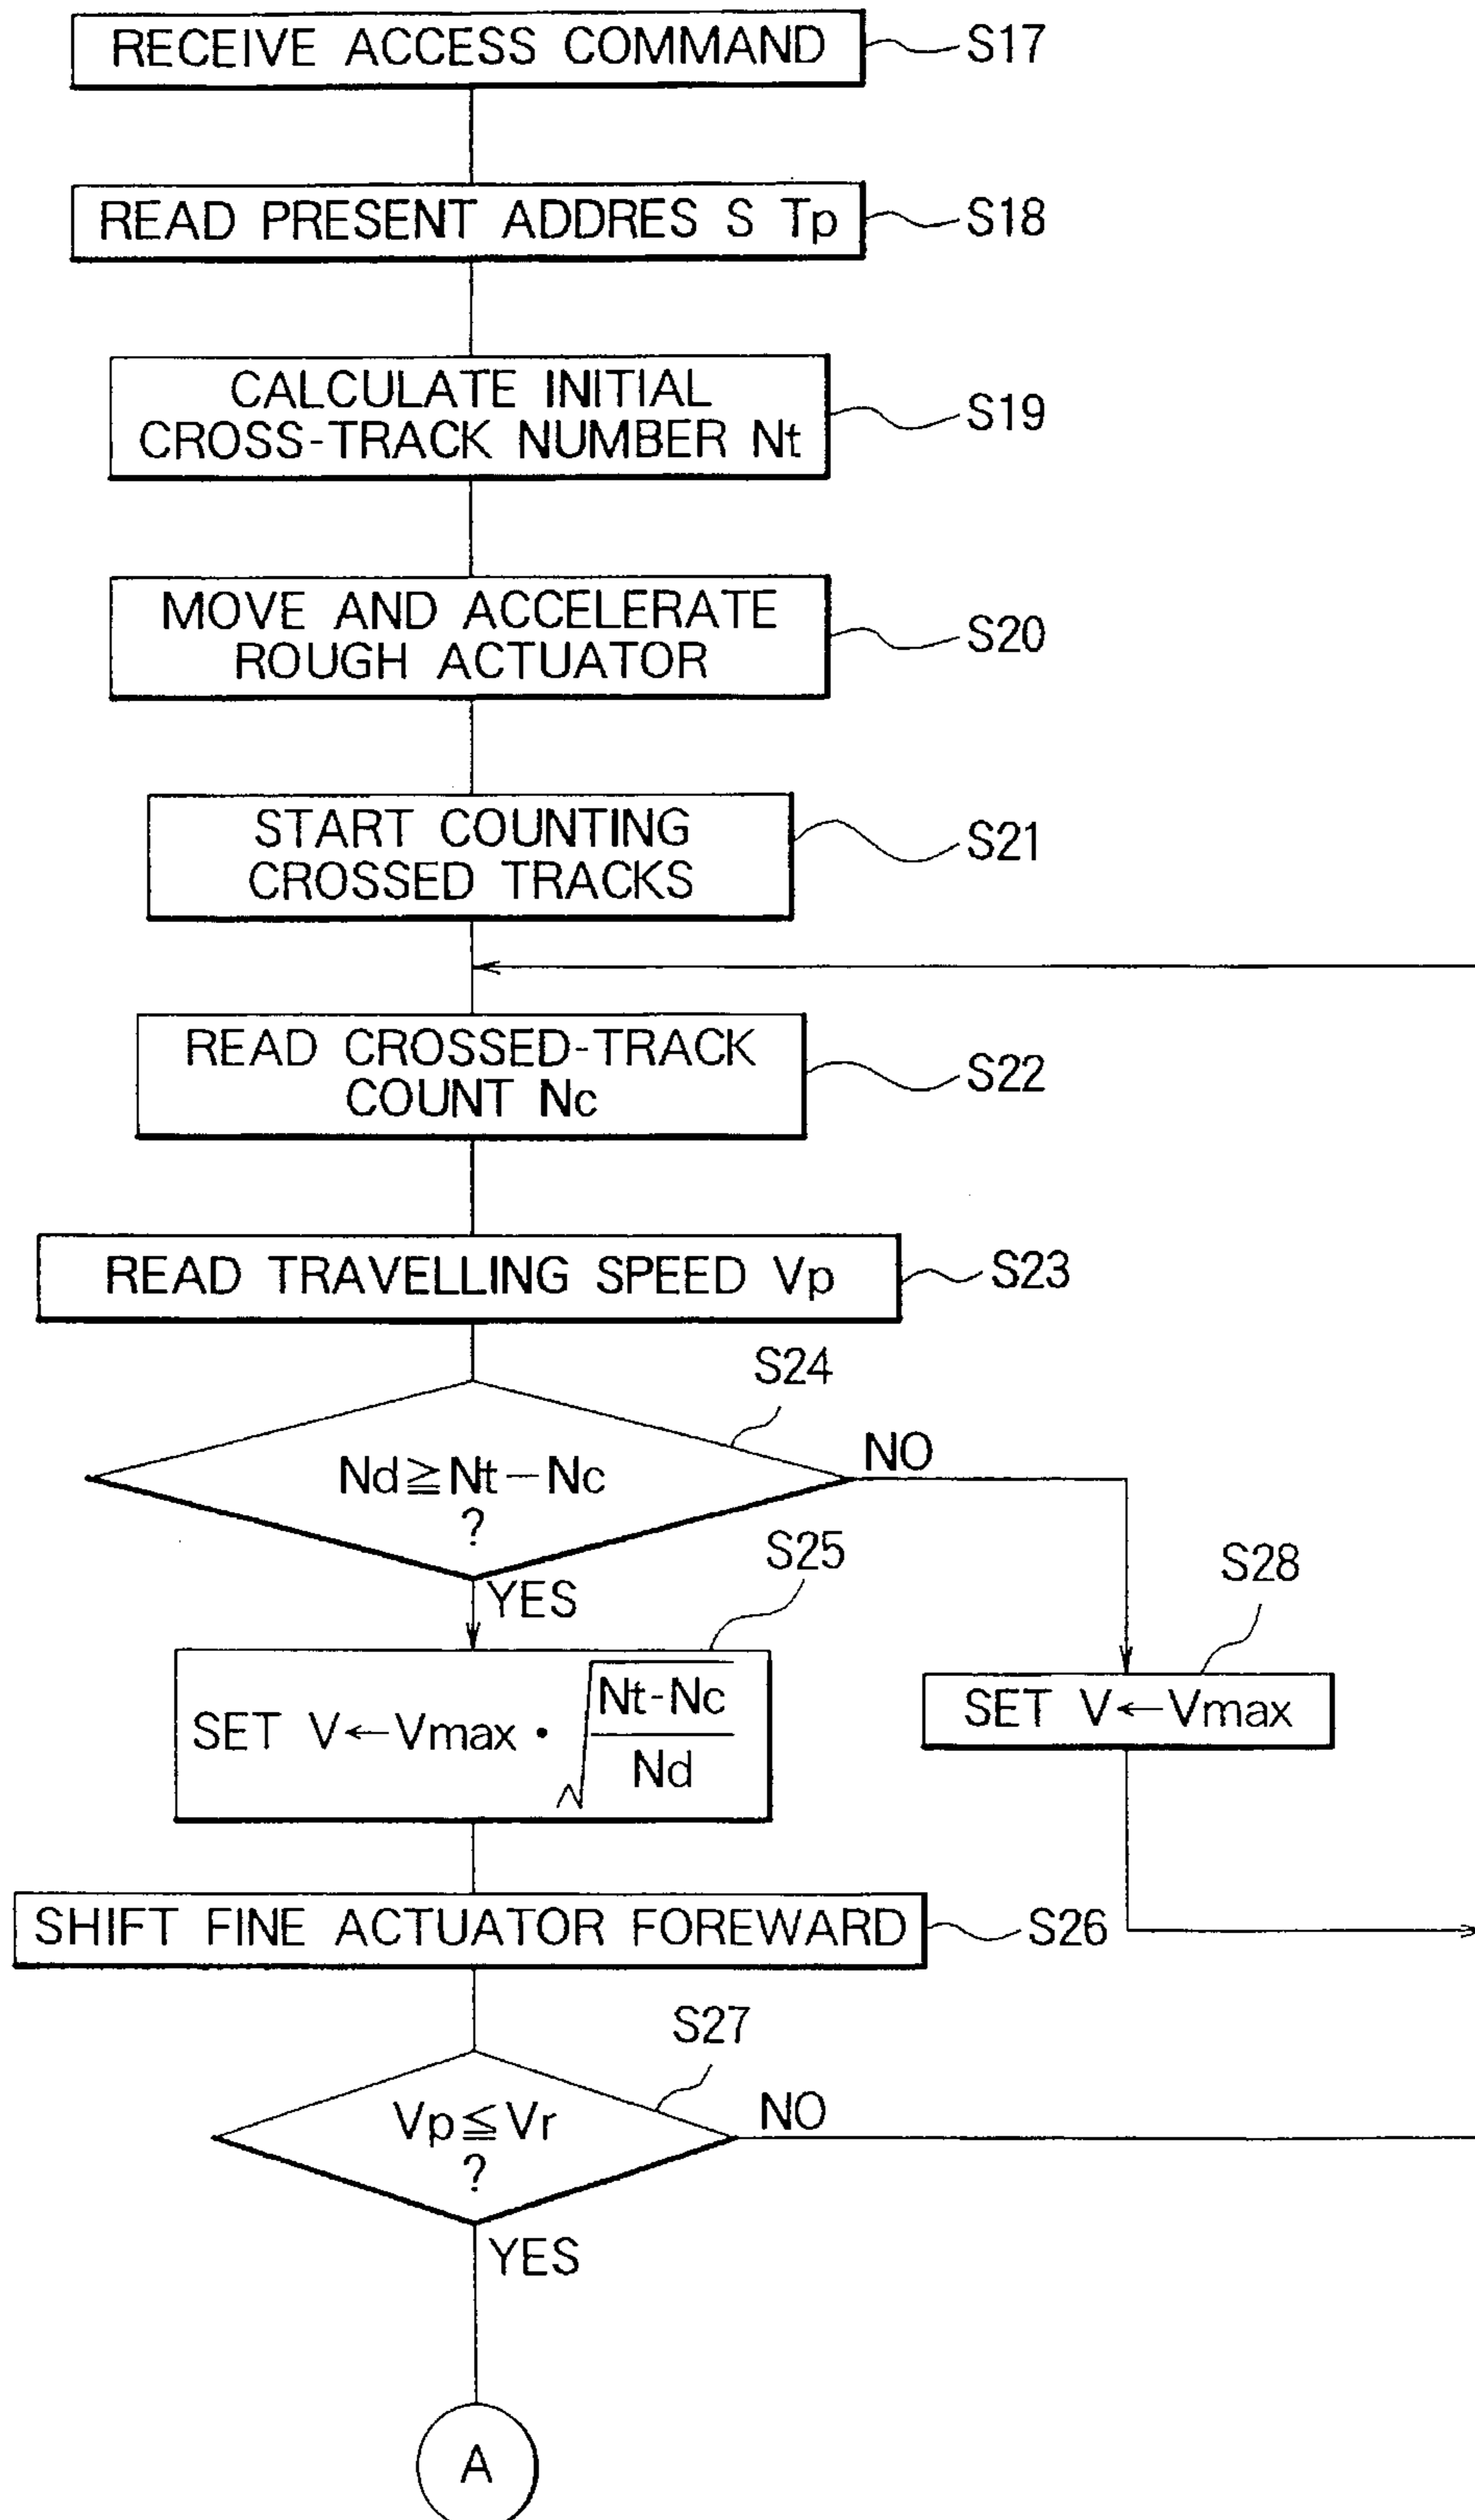 RECEIVE ACCESS COMMAND
S17
READ PRESENT ADDRES S Tp
S18
CALCULATE INITIAL
CROSS-TRACK NUMBER Nt
S19
MOVE AND ACCELERATE
ROUGH ACTUATOR
S20
START COUNTING
CROSSED TRACKS
S21
READ CROSSED-TRACK
COUNT Nc
S22
READ TRAVELLING SPEED Vp
S23
S24
Nd≧Nt−Nc
?
NO
YES
S25
SET V←Vmax • √
Nt-Nc
Nd
S28
SET V←Vmax
SHIFT FINE ACTUATOR FOREWARD
S26
S27
Vp≦Vr
?
NO
YES
A